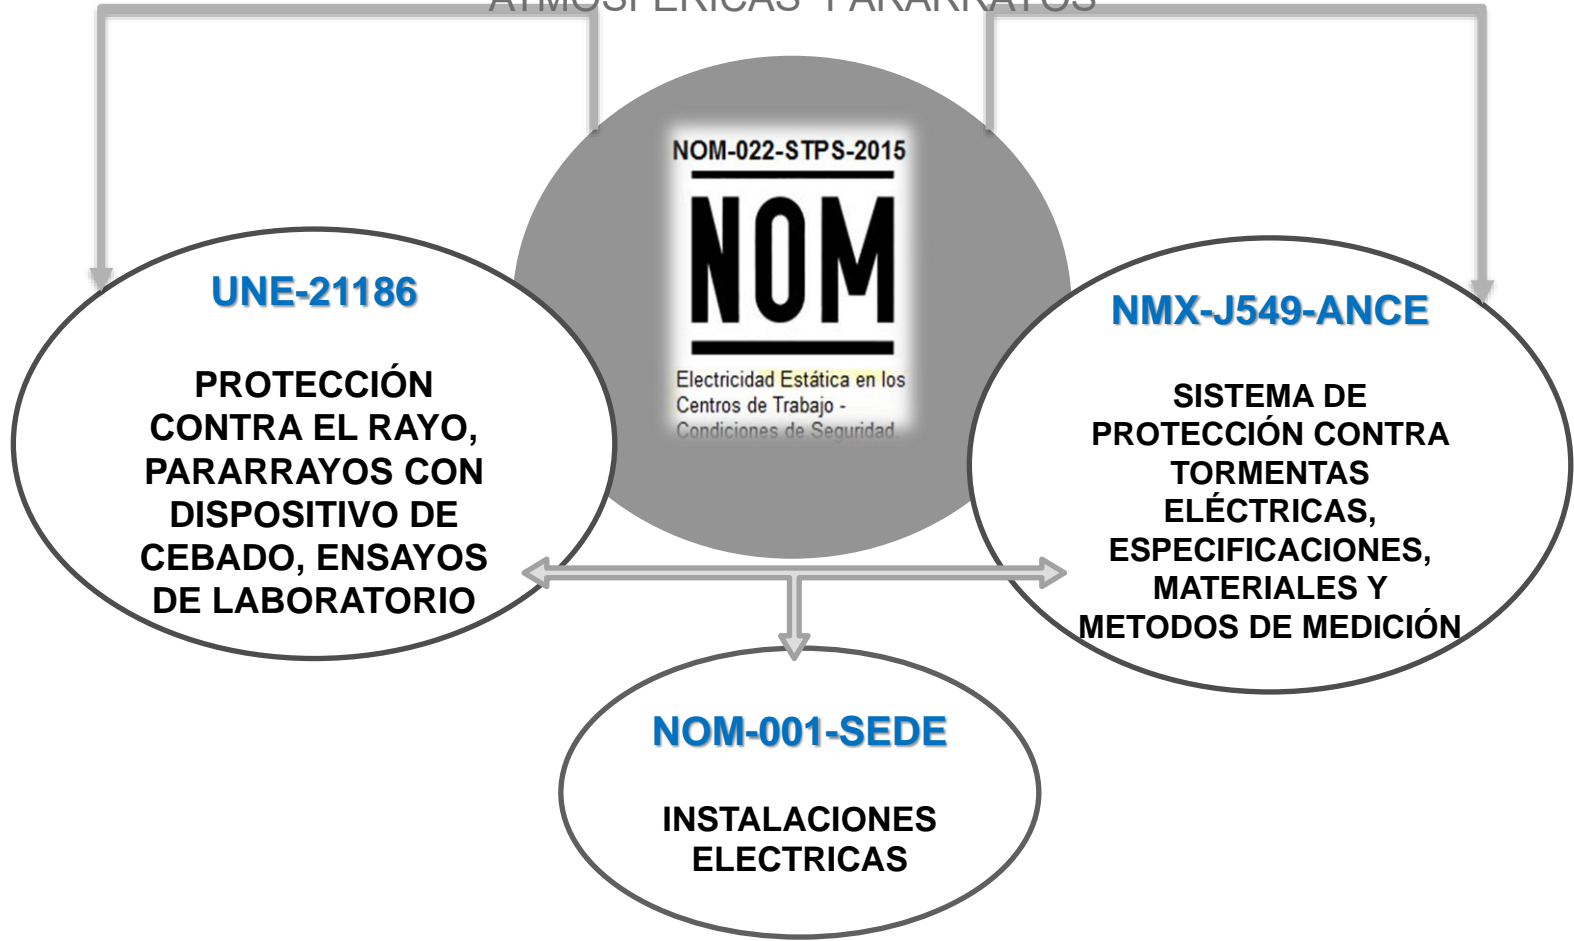 ATMOSFERICAS PARARRAYOS
NOM-022-STPS-2015
NOM
Electricidad Estática en los
Centros de Trabajo -
Condiciones de Seguridad.
UNE-21186
PROTECCIÓN
CONTRA EL RAYO,
PARARRAYOS CON
DISPOSITIVO DE
CEBADO, ENSAYOS
DE LABORATORIO
NMX-J549-ANCE
SISTEMA DE
PROTECCIÓN CONTRA
TORMENTAS
ELÉCTRICAS,
ESPECIFICACIONES,
MATERIALES Y
METODOS DE MEDICIÓN
NOM-001-SEDE
INSTALACIONES
ELECTRICAS